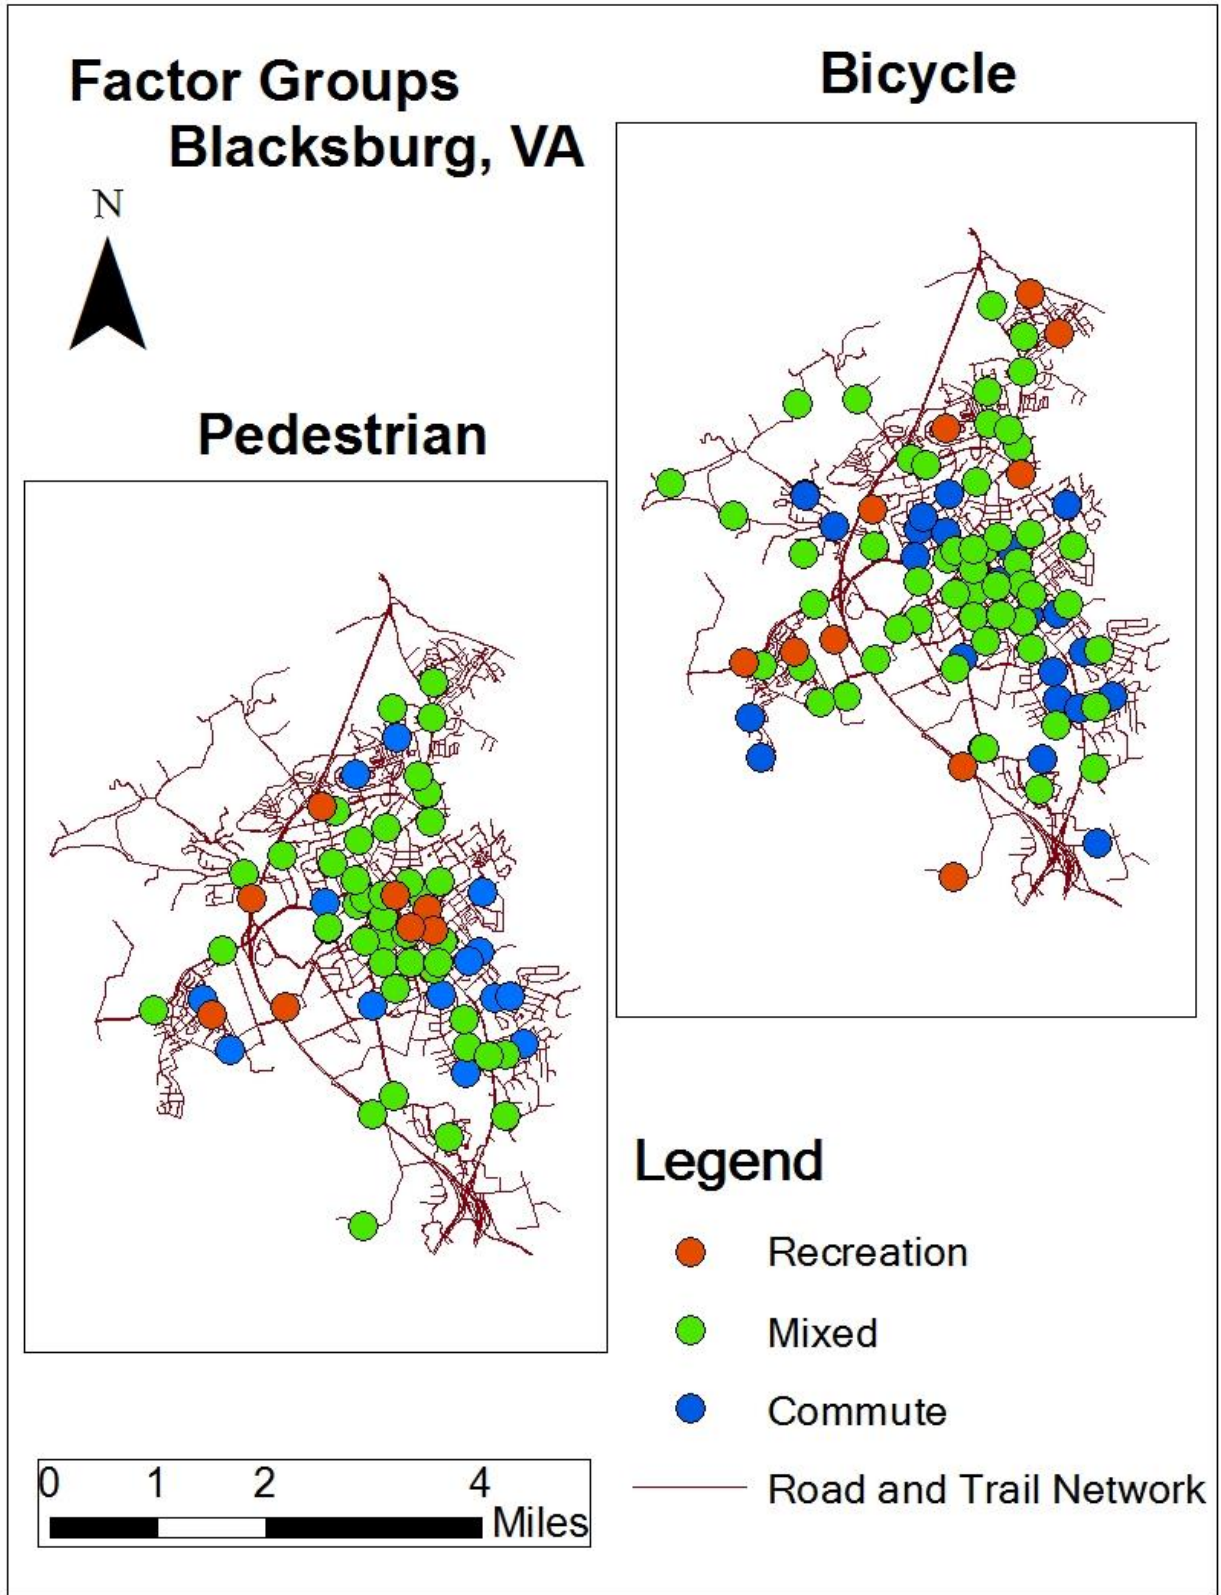 Factor Groups
Blacksburg, VA
N
Bicycle
Pedestrian
Legend
Recreation
Mixed
Commute
Road and Trail Network
0 1 2 4
Miles